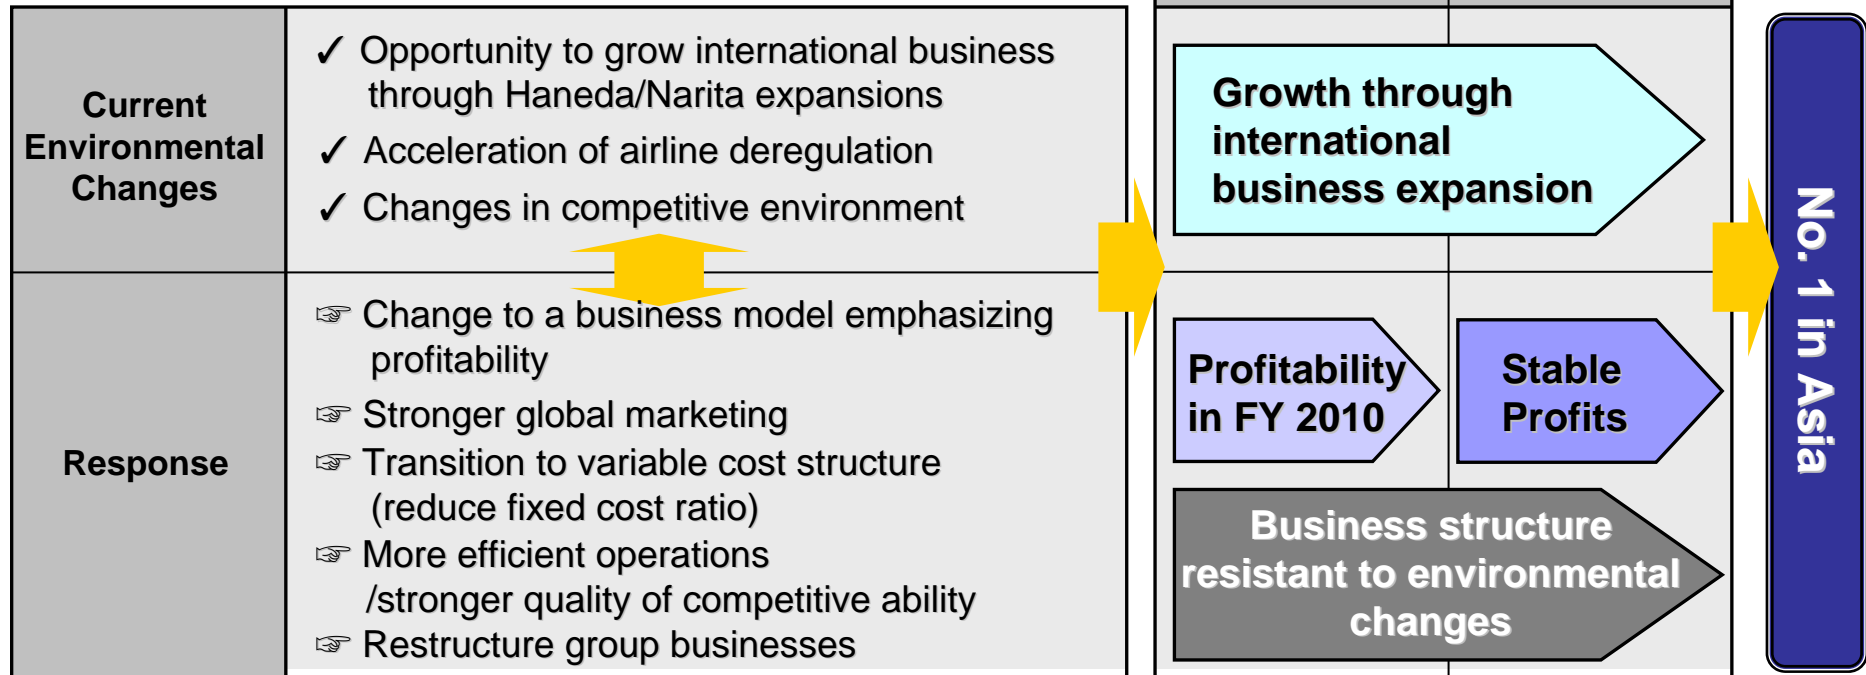 Current
Environmental
Changes
✓ Opportunity to grow international business
through Haneda/Narita expansions
✓ Acceleration of airline deregulation
✓ Changes in competitive environment
Response
☞ Change to a business model emphasizing
profitability
☞ Stronger global marketing
☞ Transition to variable cost structure
(reduce fixed cost ratio)
☞ More efficient operations
/stronger quality of competitive ability
☞ Restructure group businesses
Growth through
international
business expansion
Profitability
in FY 2010
Stable
Profits
Business structure
resistant to environmental
changes
No. 1 in Asia